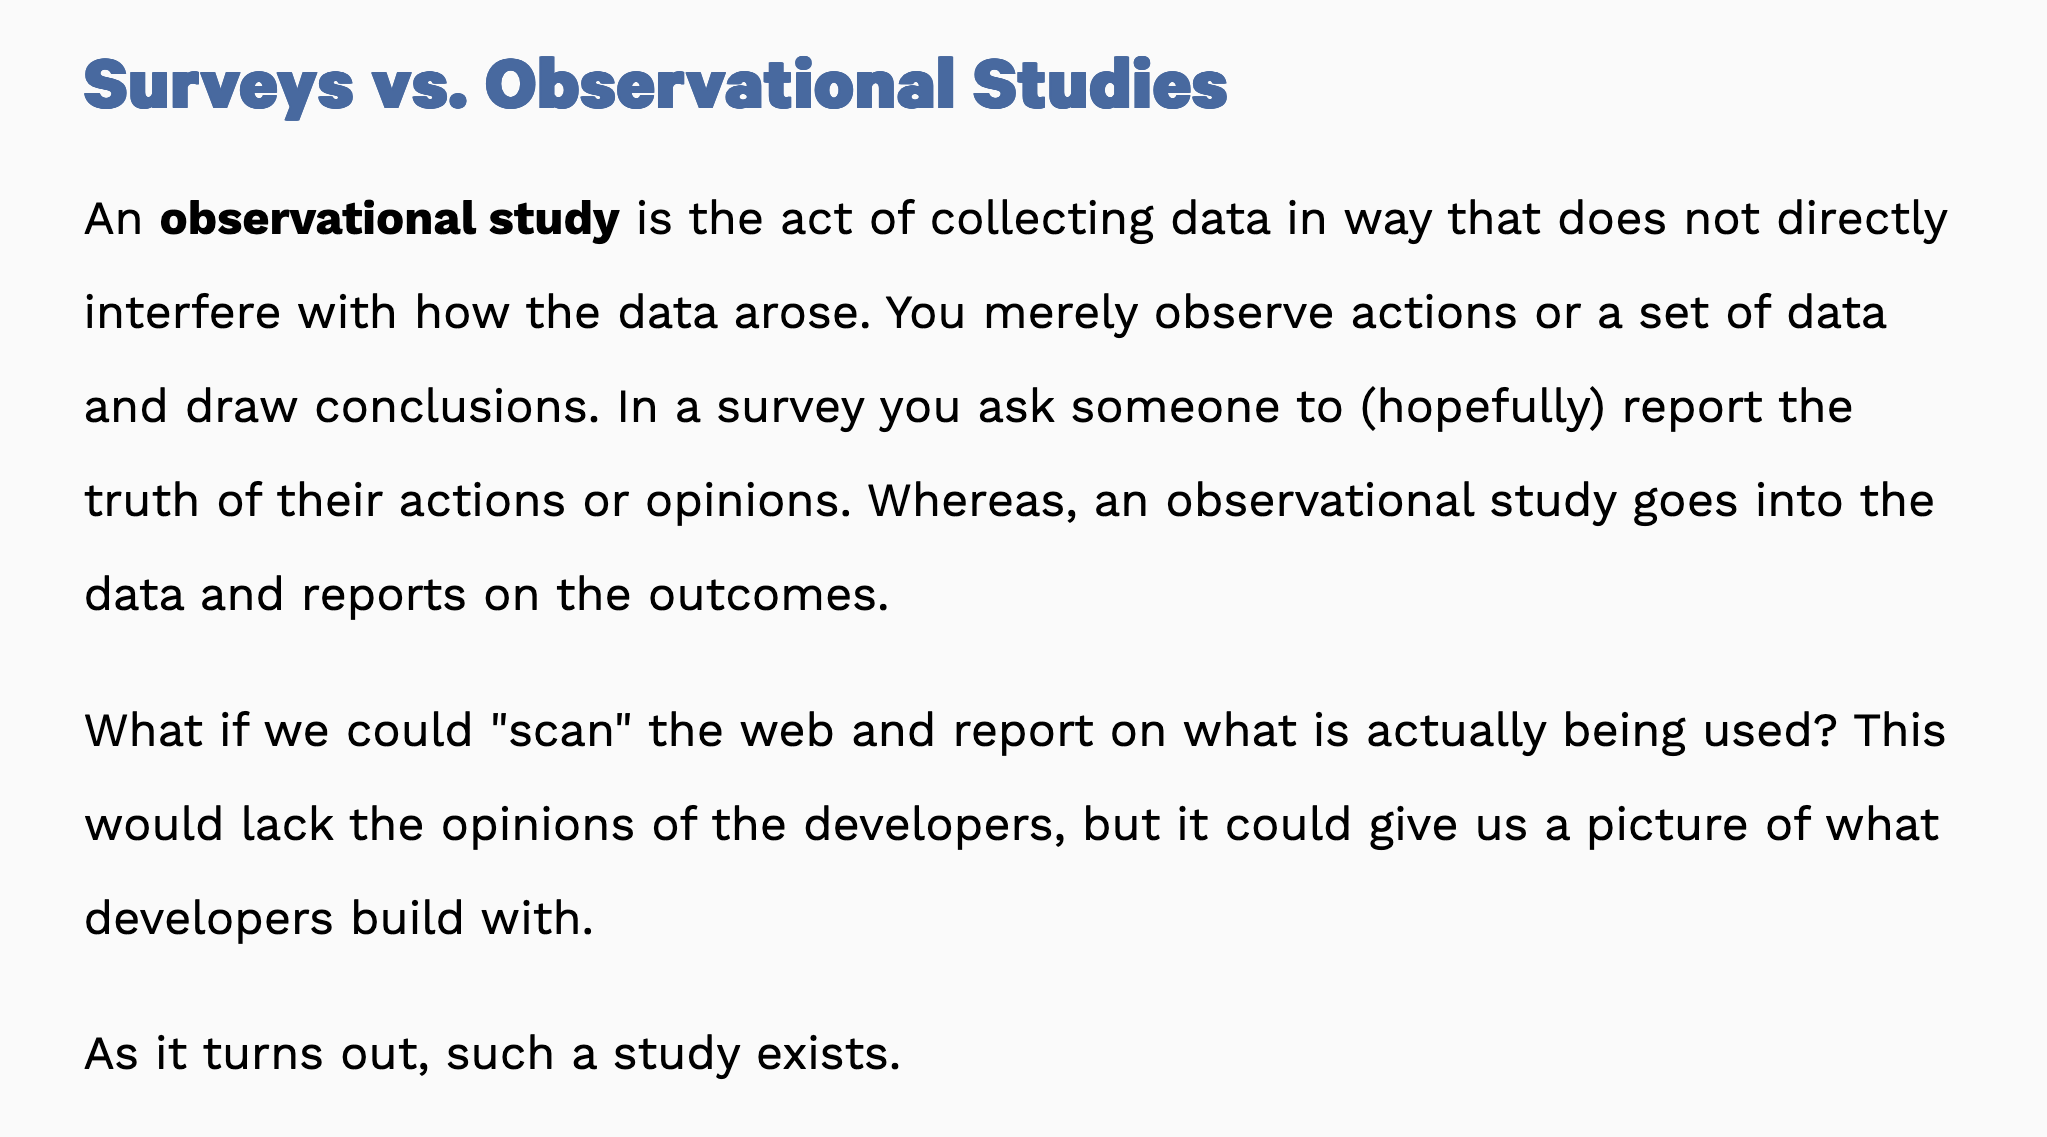 Surveys vs. Observational Studies
An observational study is the act of collecting data in way that does not directly
interfere with how the data arose. You merely observe actions or a set of data
and draw conclusions. In a survey you ask someone to (hopefully) report the
truth of their actions or opinions. Whereas, an observational study goes into the
data and reports on the outcomes.
What if we could "scan" the web and report on what is actually being used? This
would lack the opinions of the developers, but it could give us a picture of what
developers build with.
As it turns out, such a study exists.